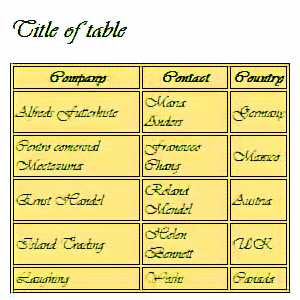 Title of table
Company Contact Country
Alfreds Futterkiste Maria Anders Germany
Centro comercial Moctezuma Francisco Chang Mexico
Ernst Handel Roland Mendel Austria
Island Trading Helen Bennett UK
Laughing Yoshi Canada